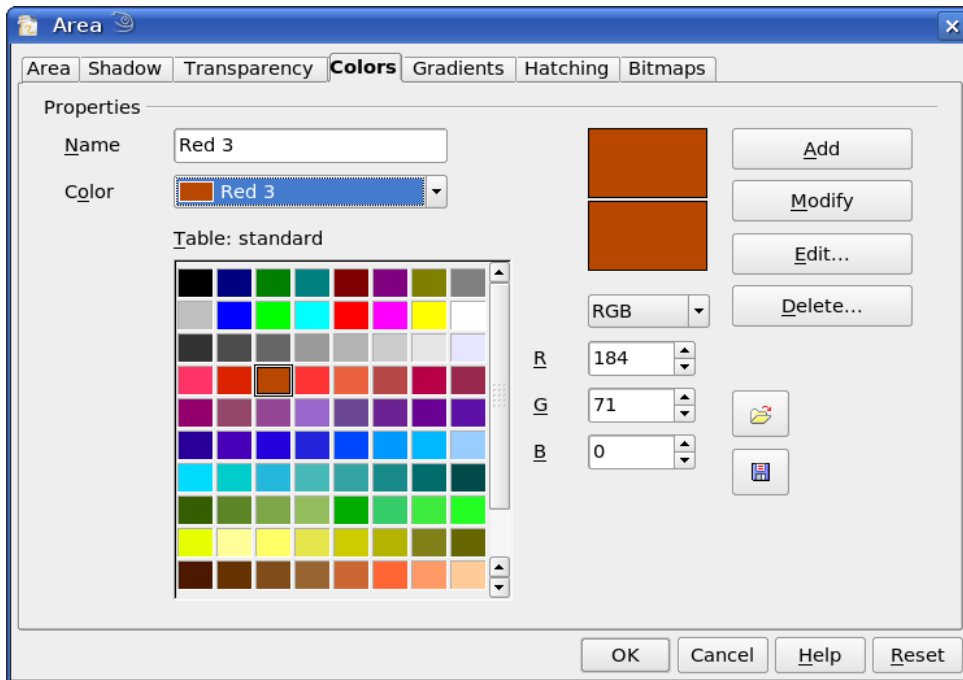 Area
Area Shadow Transparency Colors Gradients Hatching Bitmaps
Properties
Name Red 3 Add
Color Red 3 Modify
Table: standard Edit...
RGB Delete...
R 184
G 71
B 0
OK Cancel Help Reset